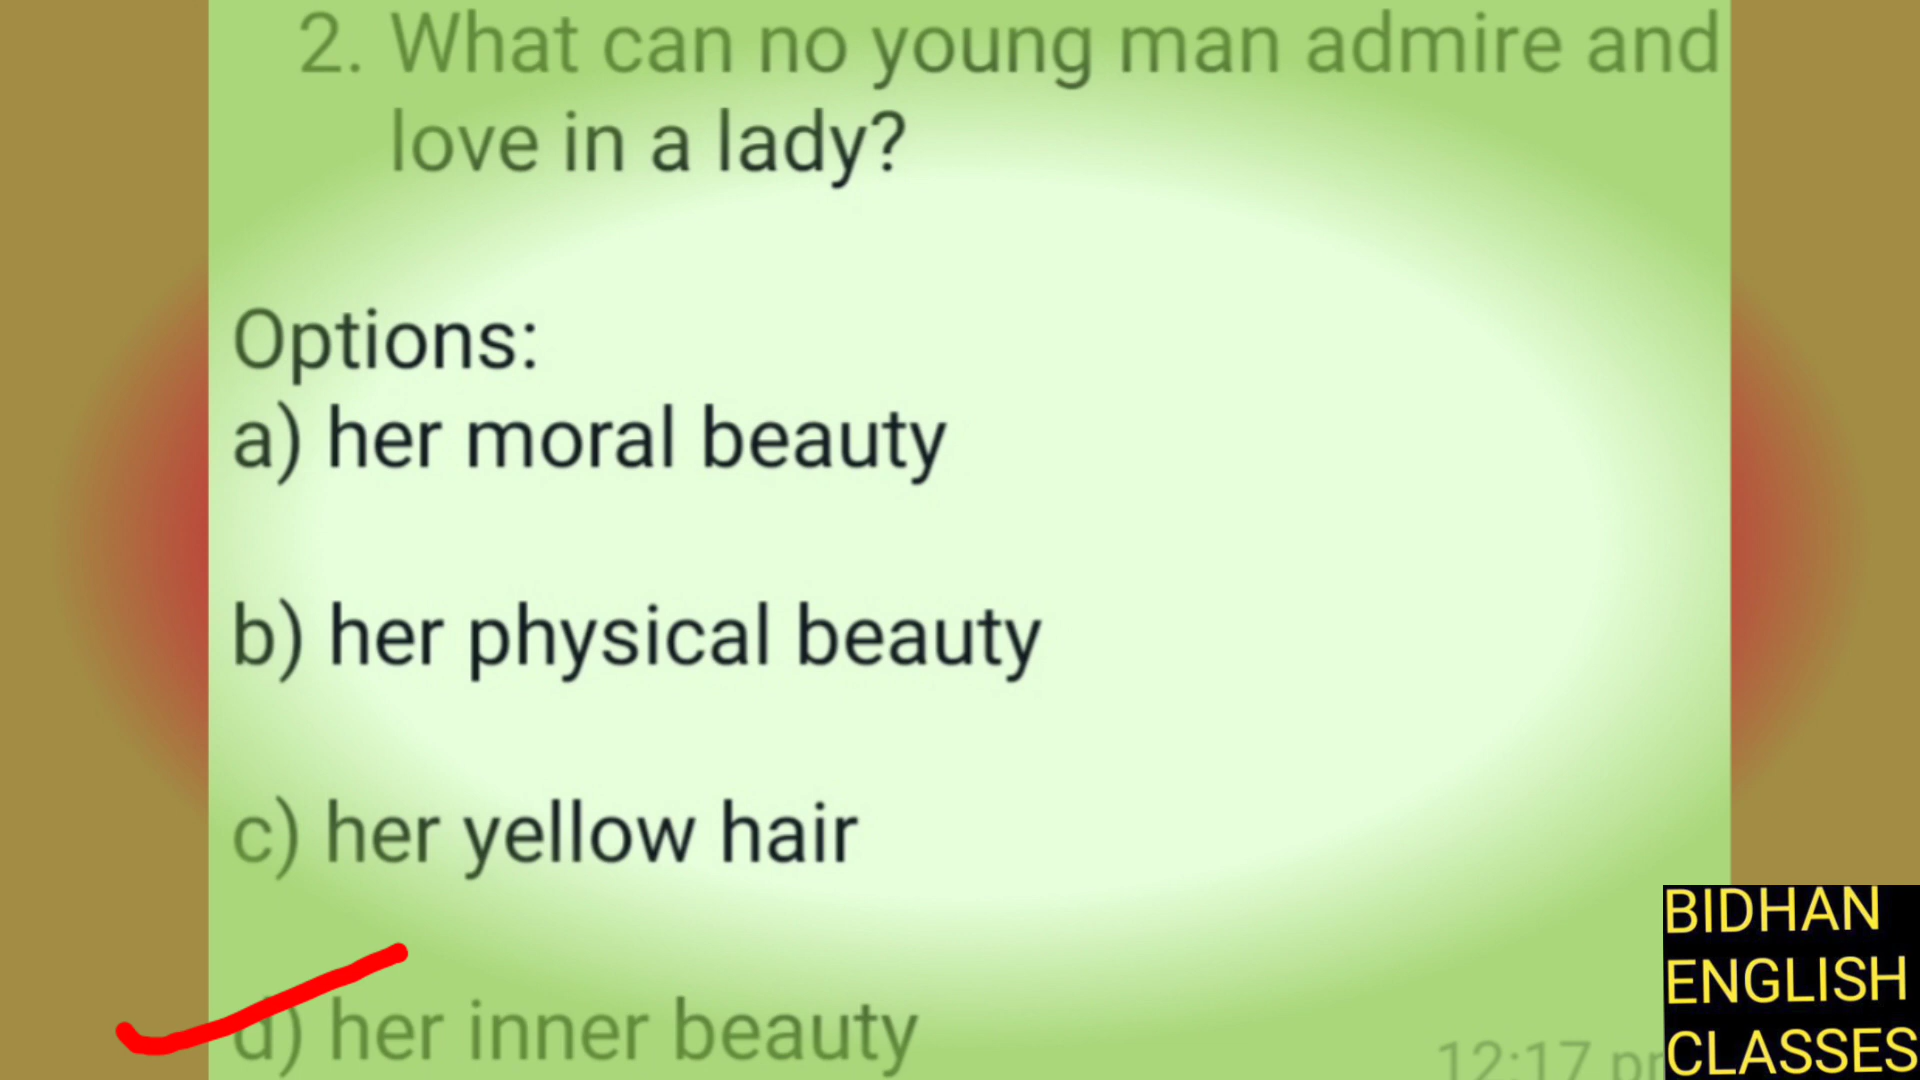 2. What can no young man admire and
love in a lady?
Options:
a) her moral beauty
b) her physical beauty
c) her yellow hair
d) her inner beauty
12:17
BIDHAN
ENGLISH
CLASSES